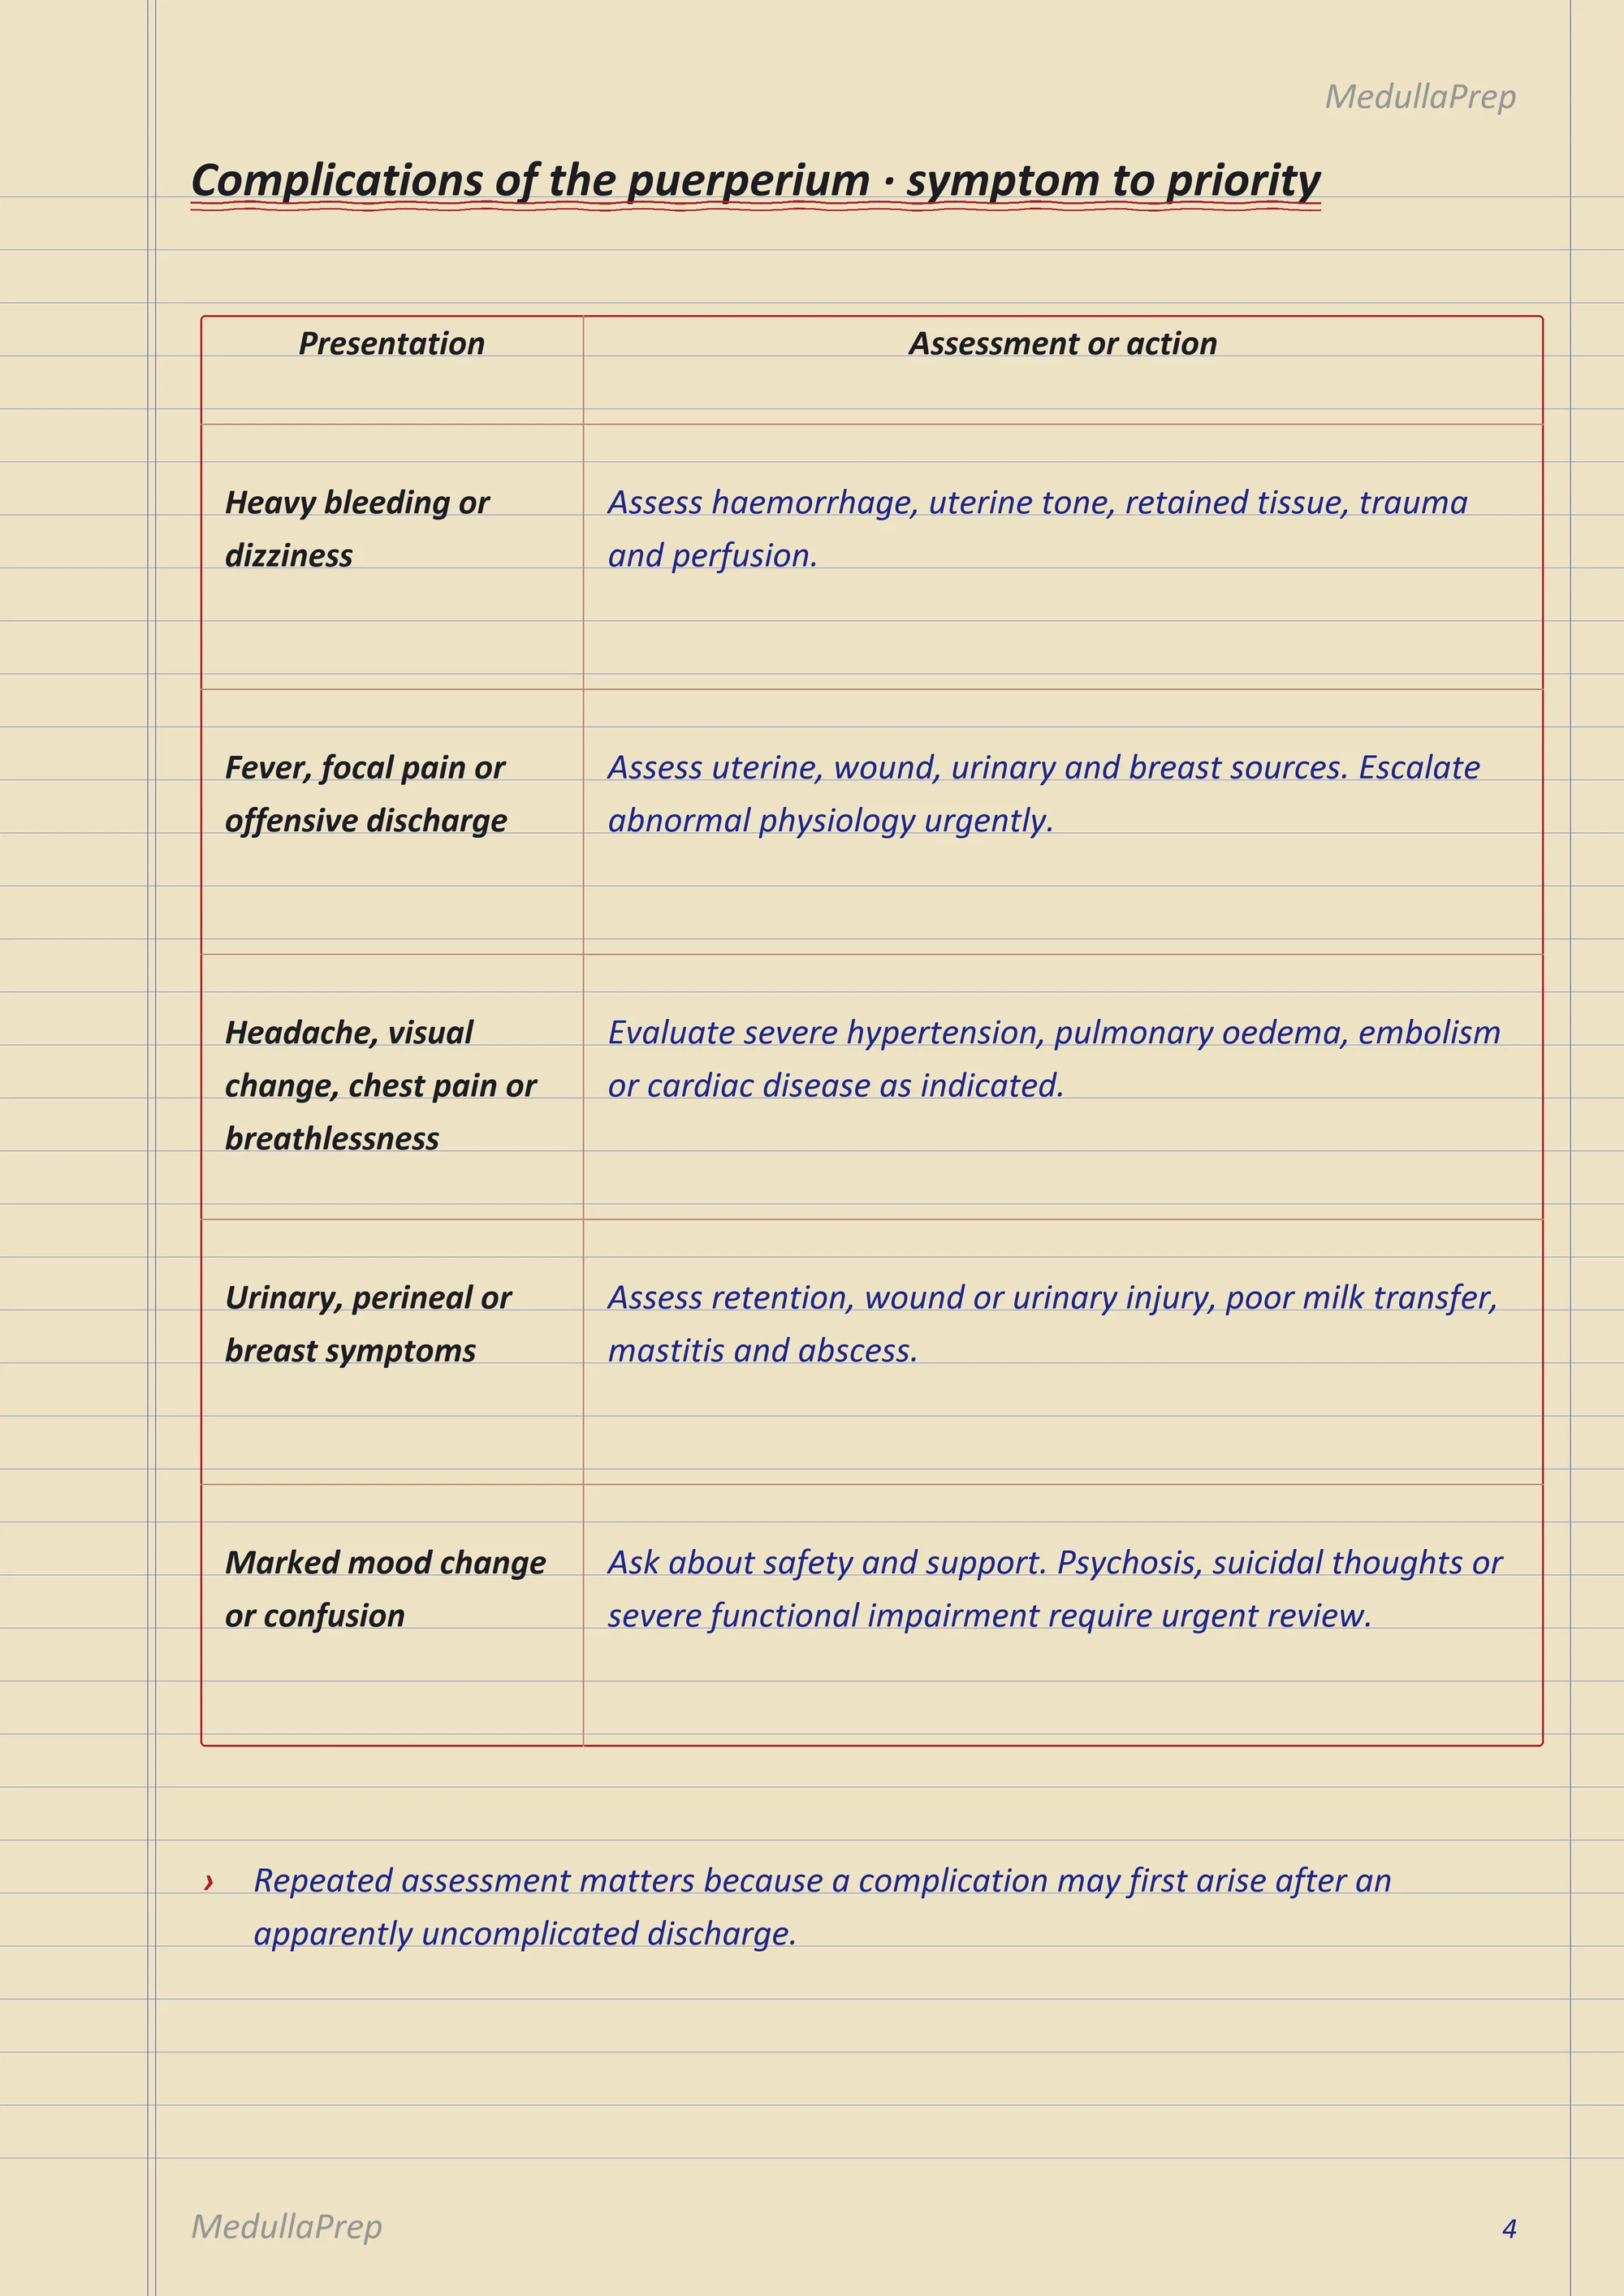 MedullaPrep
Complications of the puerperium · symptom to priority
Presentation
Assessment or action
Heavy bleeding or
dizziness
Assess haemorrhage, uterine tone, retained tissue, trauma
and perfusion.
Fever, focal pain or
offensive discharge
Assess uterine, wound, urinary and breast sources. Escalate
abnormal physiology urgently.
Headache, visual
change, chest pain or
breathlessness
Evaluate severe hypertension, pulmonary oedema, embolism
or cardiac disease as indicated.
Urinary, perineal or
breast symptoms
Assess retention, wound or urinary injury, poor milk transfer,
mastitis and abscess.
Marked mood change
or confusion
Ask about safety and support. Psychosis, suicidal thoughts or
severe functional impairment require urgent review.
› Repeated assessment matters because a complication may first arise after an
apparently uncomplicated discharge.
MedullaPrep
4